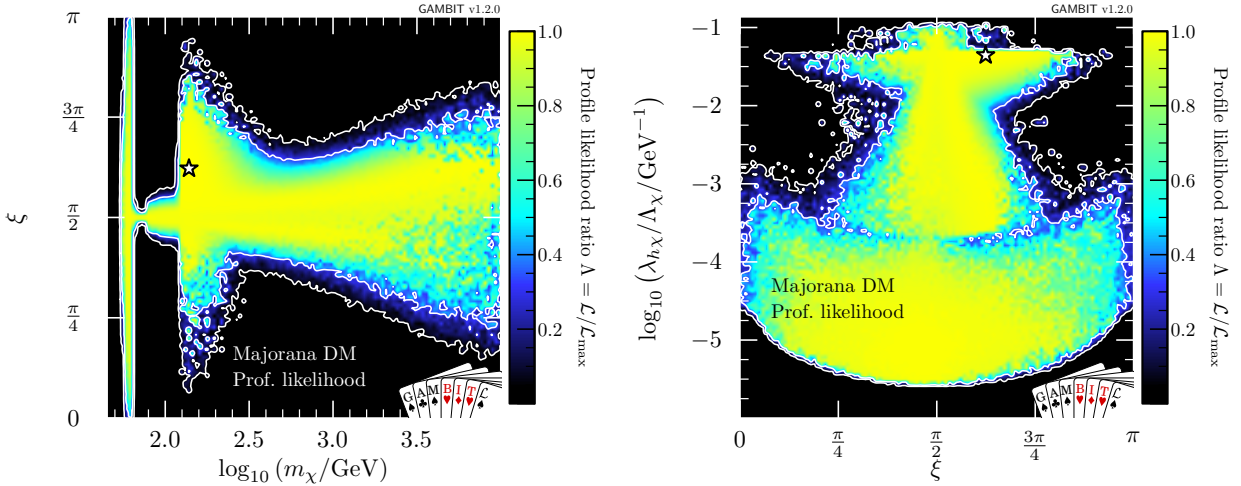 GAMBIT v1.2.0
π
3π/4
π/2
π/4
0
ξ
2.0 2.5 3.0 3.5
log₁₀ (m_χ/GeV)
Majorana DM
Prof. likelihood
G A M B I T L
1.0
0.8
0.6
0.4
0.2
Profile likelihood ratio Λ = ℒ/ℒmax
GAMBIT v1.2.0
−1
−2
−3
−4
−5
log₁₀ (λ_hχ/Λ_χ/GeV⁻¹)
0 π/4 π/2 3π/4 π
ξ
Majorana DM
Prof. likelihood
G A M B I T L
1.0
0.8
0.6
0.4
0.2
Profile likelihood ratio Λ = ℒ/ℒmax